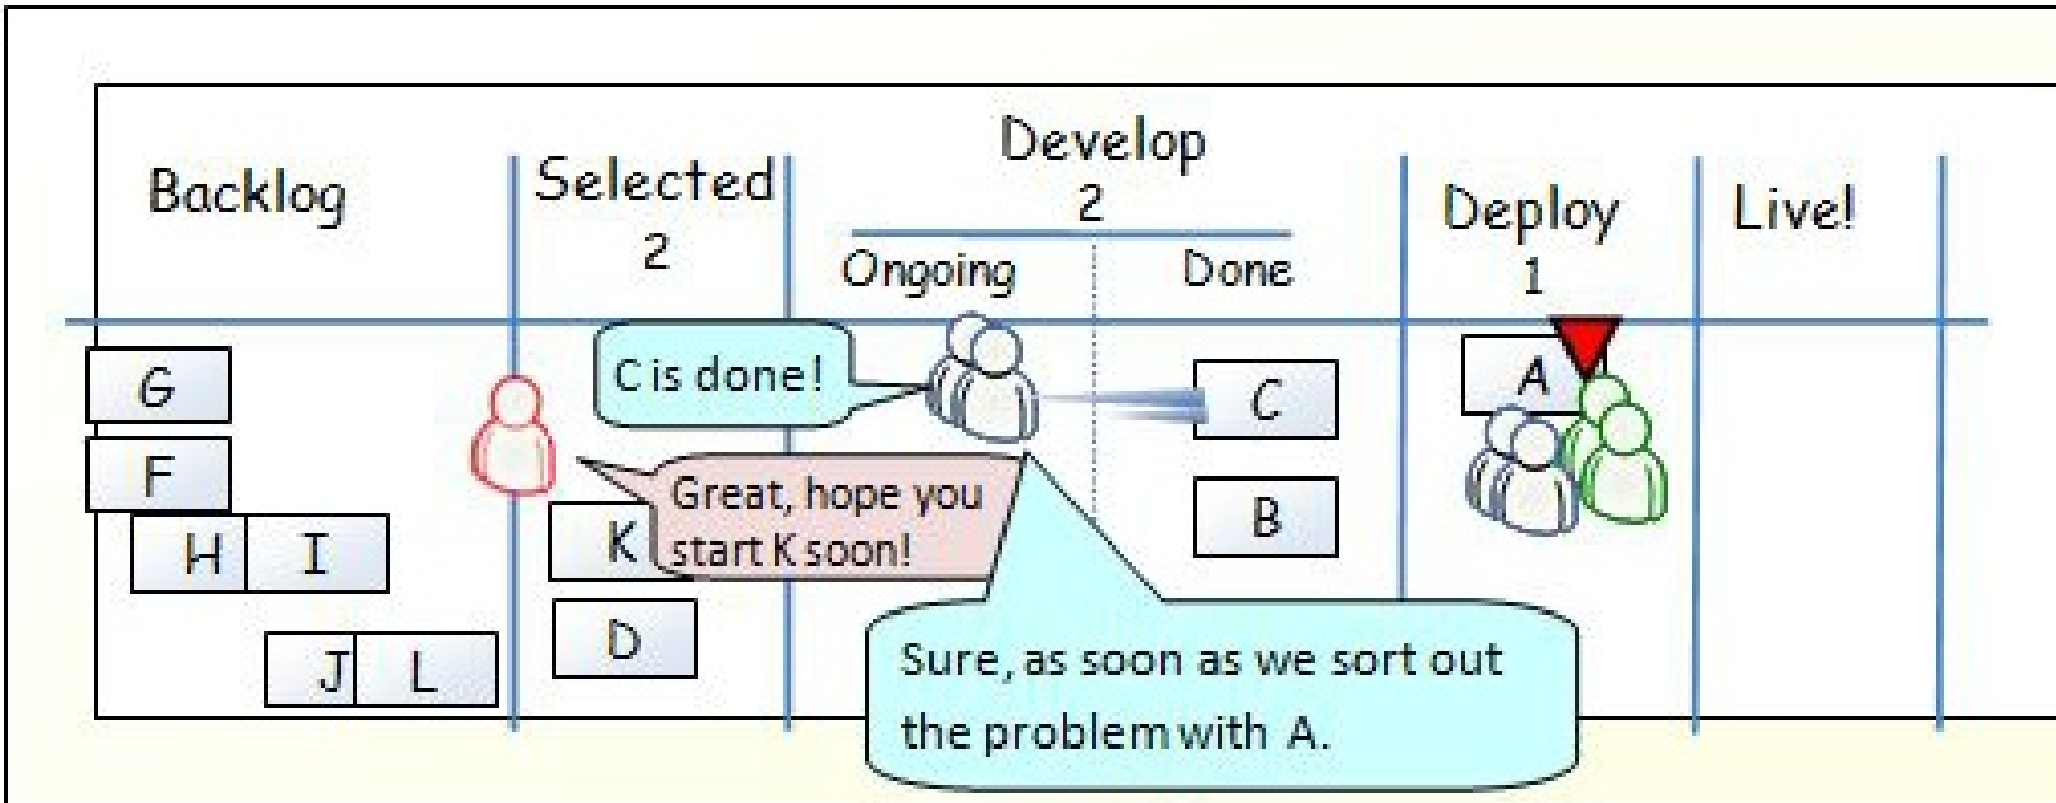 Backlog
Selected
2
Develop
2
Ongoing
Done
Deploy
1
Live!
G
F
H I
J L
C is done!
Great, hope you
start K soon!
K
D
C
B
A
Sure, as soon as we sort out
the problem with A.